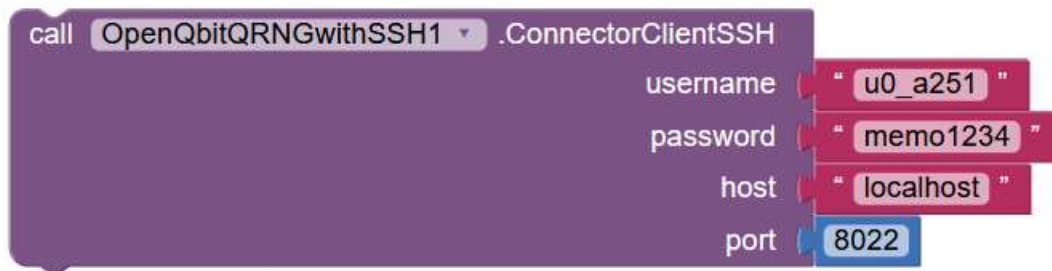 call OpenQbitQRNGwithSSH1 .ConnectorClientSSH
username “ u0_a251 ”
password “ memo1234 ”
host “ localhost ”
port 8022